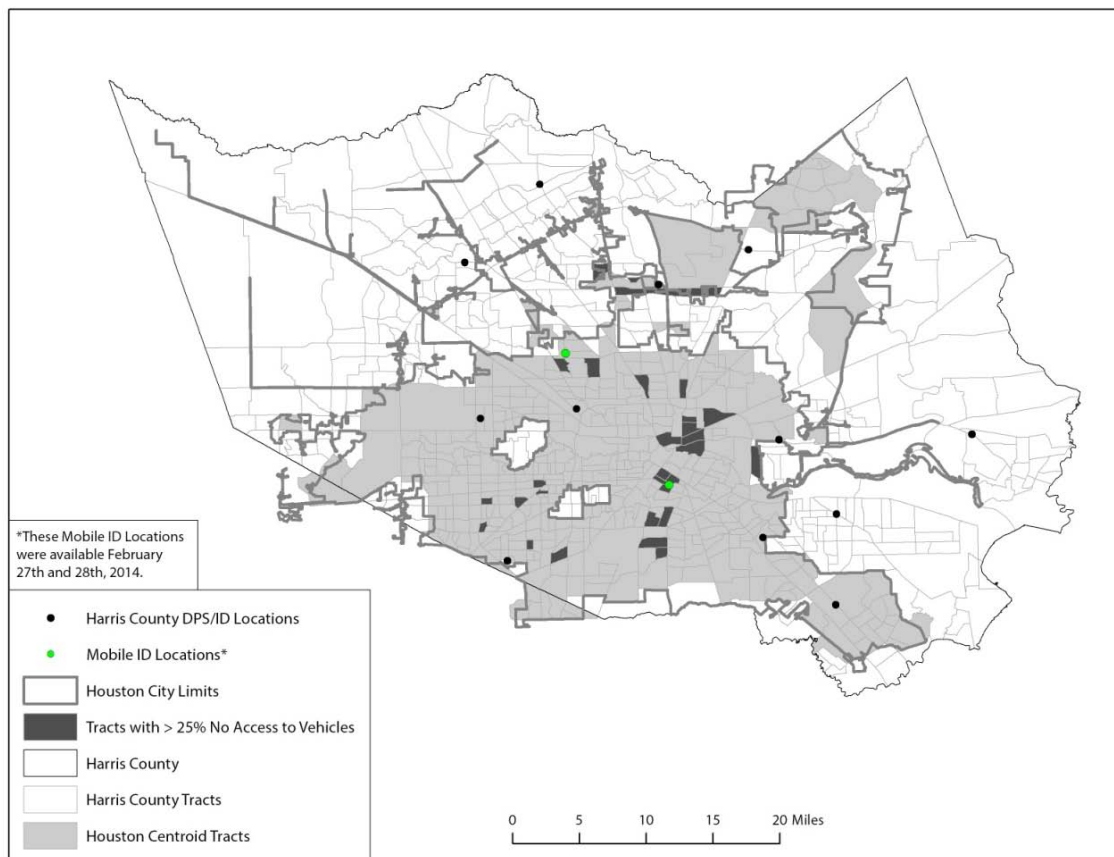 *These Mobile ID Locations
were available February
27th and 28th, 2014.
Harris County DPS/ID Locations
Mobile ID Locations*
Houston City Limits
Tracts with > 25% No Access to Vehicles
Harris County
Harris County Tracts
Houston Centroid Tracts
0 5 10 15 20 Miles